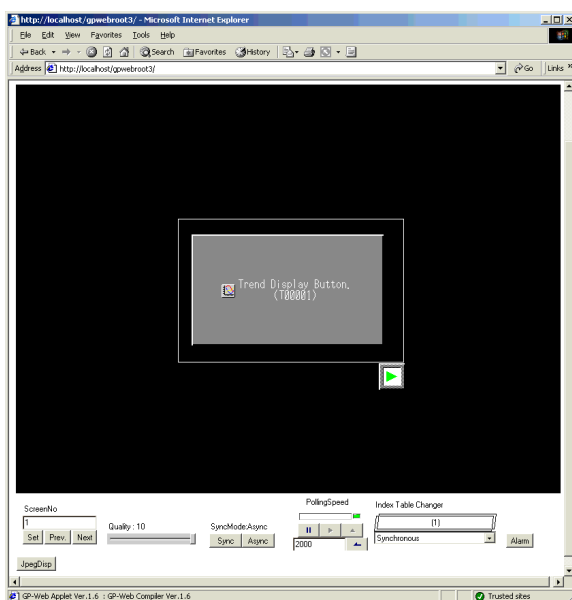 http://localhost/gpwebroot3/ - Microsoft Internet Explorer
File Edit View Favorites Tools Help
Back Search Favorites History
Address http://localhost/gpwebroot3/ Go Links »
Trend Display Button.
(T00001)
ScreenNo
1
Set Prev. Next
Quality : 10
SyncMode:Async
Sync Async
PollingSpeed
2000
Index Table Changer
(1)
Synchronous
Alarm
JpegDisp
GP-Web Applet Ver.1.6 : GP-Web Compiler Ver.1.6 Trusted sites